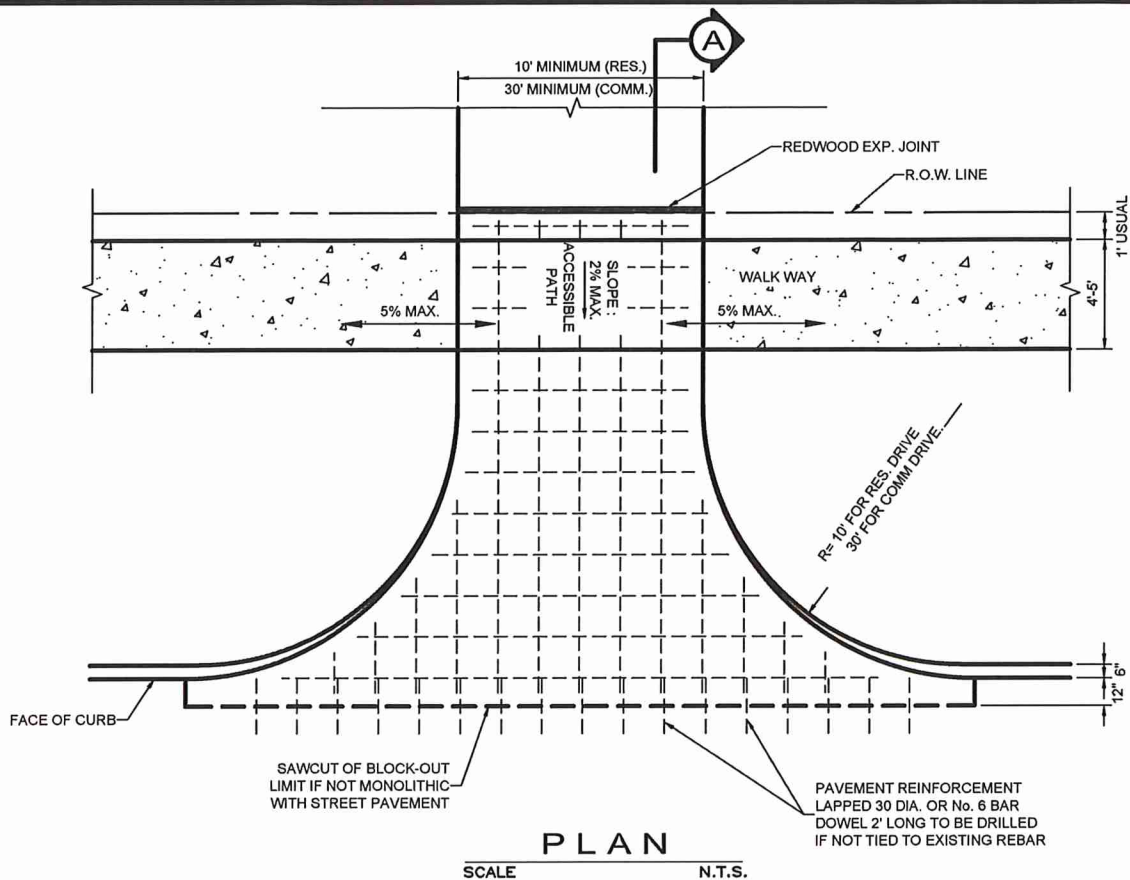 A
10' MINIMUM (RES.)
30' MINIMUM (COMM.)
REDWOOD EXP. JOINT
R.O.W. LINE
1' USUAL
4'-5'
WALK WAY
SLOPE :
2% MAX.
ACCESSIBLE
PATH
5% MAX.
5% MAX.
R= 10' FOR RES. DRIVE
30' FOR COMM DRIVE.
6"
12"
FACE OF CURB
SAWCUT OF BLOCK-OUT
LIMIT IF NOT MONOLITHIC
WITH STREET PAVEMENT
PAVEMENT REINFORCEMENT
LAPPED 30 DIA. OR No. 6 BAR
DOWEL 2' LONG TO BE DRILLED
IF NOT TIED TO EXISTING REBAR
PLAN
SCALE N.T.S.